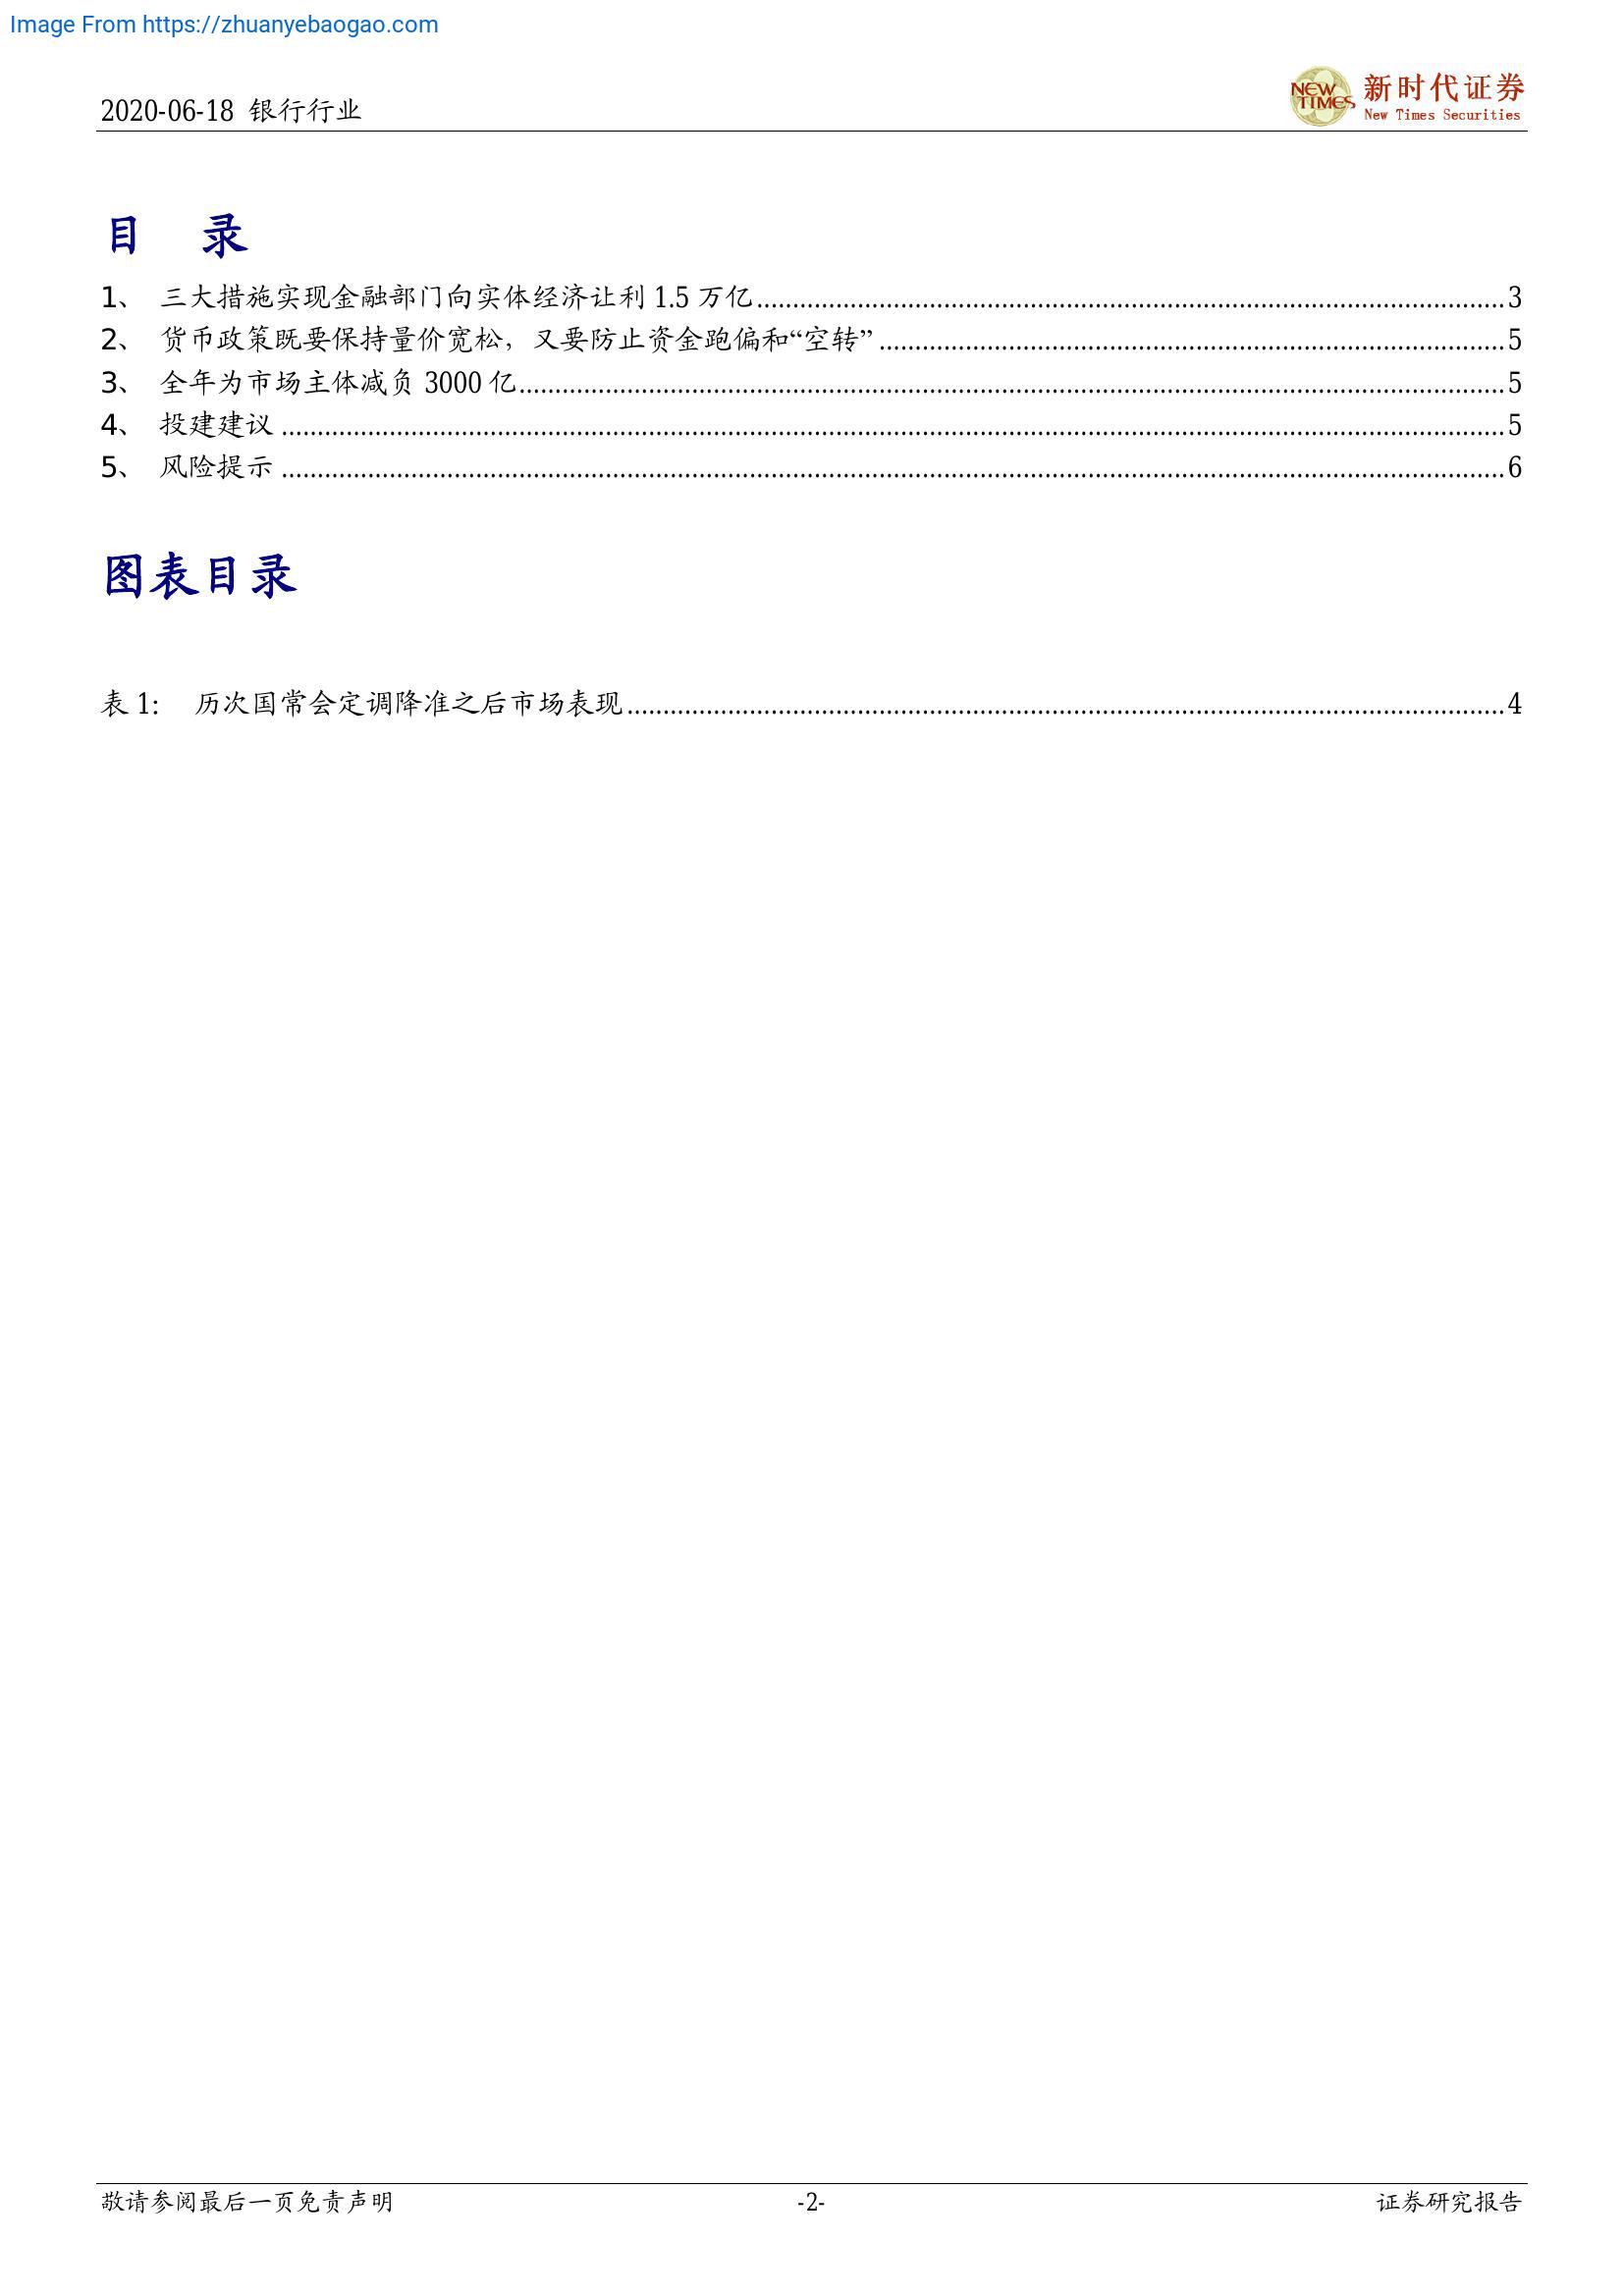 Image From https://zhuanyebaogao.com
2020-06-18 银行行业
NEW TIMES 新时代证券
New Times Securities
目 录
1、 三大措施实现金融部门向实体经济让利 1.5 万亿 3
2、 货币政策既要保持量价宽松，又要防止资金跑偏和“空转” 5
3、 全年为市场主体减负 3000 亿 5
4、 投建建议 5
5、 风险提示 6
图表目录
表 1： 历次国常会定调降准之后市场表现 4
敬请参阅最后一页免责声明 -2- 证券研究报告